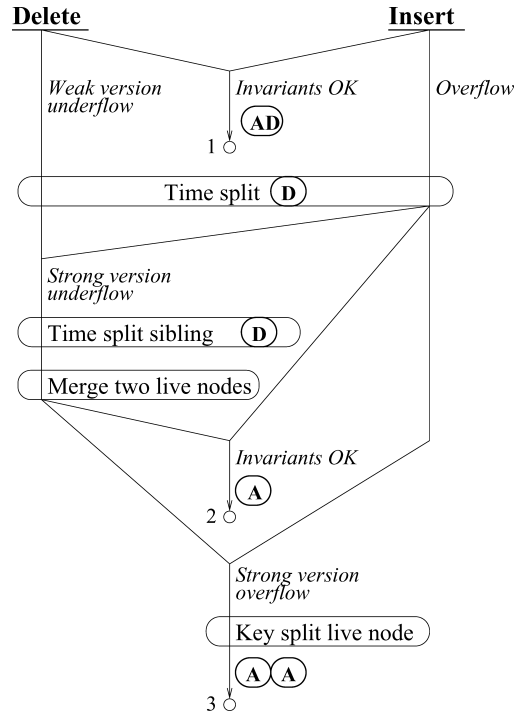 Delete Insert
Weak version Invariants OK Overflow
underflow
AD
1
Time split D
Strong version
underflow
Time split sibling D
Merge two live nodes
Invariants OK
A
2
Strong version
overflow
Key split live node
A A
3